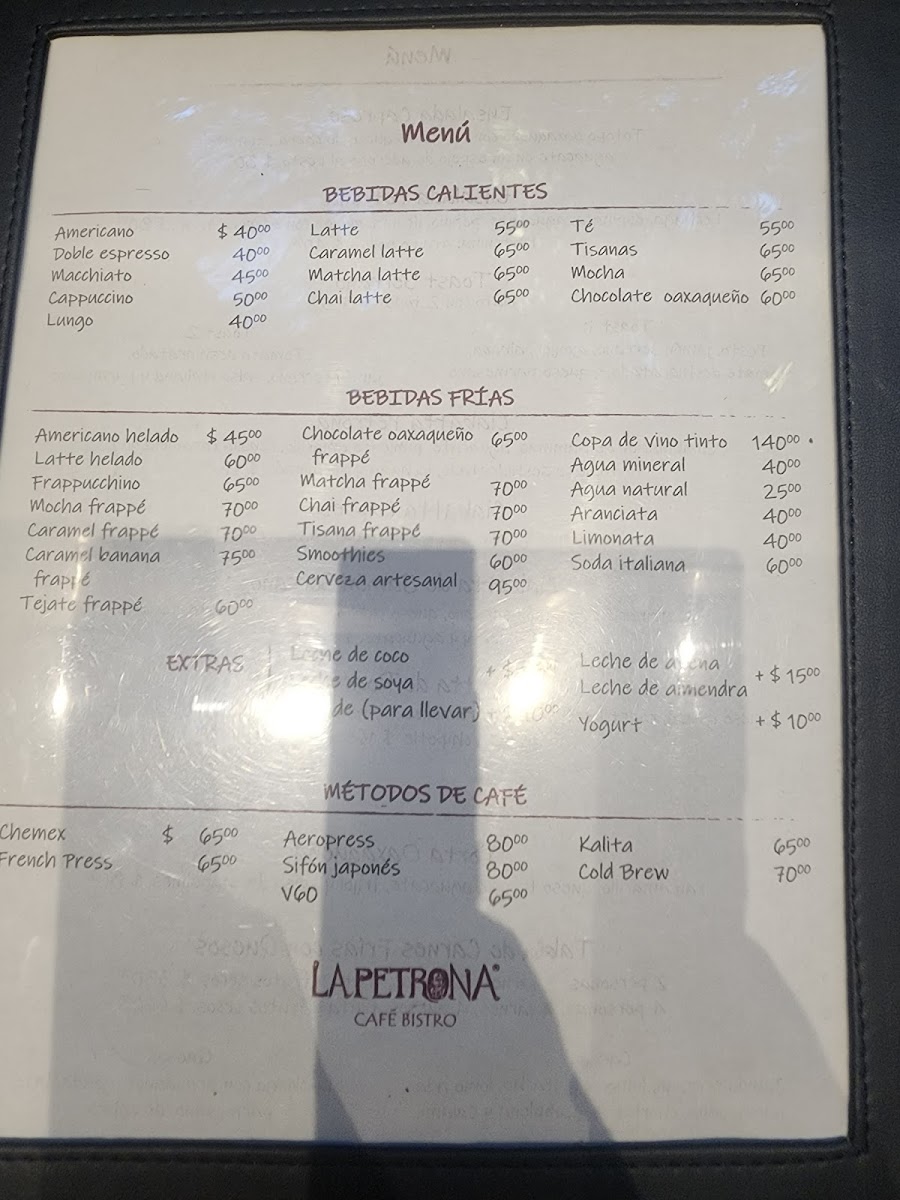 Menú
BEBIDAS CALIENTES
Americano $ 40⁰⁰
Doble espresso 40⁰⁰
Macchiato 45⁰⁰
Cappuccino 50⁰⁰
Lungo 40⁰⁰
Latte 55⁰⁰
Caramel latte 65⁰⁰
Matcha latte 65⁰⁰
Chai latte 65⁰⁰
Té 55⁰⁰
Tisanas 65⁰⁰
Mocha 65⁰⁰
Chocolate oaxaqueño 60⁰⁰
BEBIDAS FRÍAS
Americano helado $ 45⁰⁰
Latte helado 60⁰⁰
Frappucchino 65⁰⁰
Mocha frappé 70⁰⁰
Caramel frappé 70⁰⁰
Caramel banana 75⁰⁰
frappé
Tejate frappé 60⁰⁰
Chocolate oaxaqueño 65⁰⁰
frappé
Matcha frappé 70⁰⁰
Chai frappé 70⁰⁰
Tisana frappé 70⁰⁰
Smoothies 60⁰⁰
Cerveza artesanal 95⁰⁰
Copa de vino tinto 140⁰⁰
Agua mineral 40⁰⁰
Agua natural 25⁰⁰
Aranciata 40⁰⁰
Limonata 40⁰⁰
Soda italiana 60⁰⁰
EXTRAS
Leche de coco
de soya + $
de (para llevar)
Leche de avena
Leche de almendra + $ 15⁰⁰
Yogurt + $ 10⁰⁰
MÉTODOS DE CAFÉ
Chemex $ 65⁰⁰
French Press 65⁰⁰
Aeropress 80⁰⁰
Sifón japonés 80⁰⁰
V60 65⁰⁰
Kalita 65⁰⁰
Cold Brew 70⁰⁰
LA PETRONA®
CAFÉ BISTRO